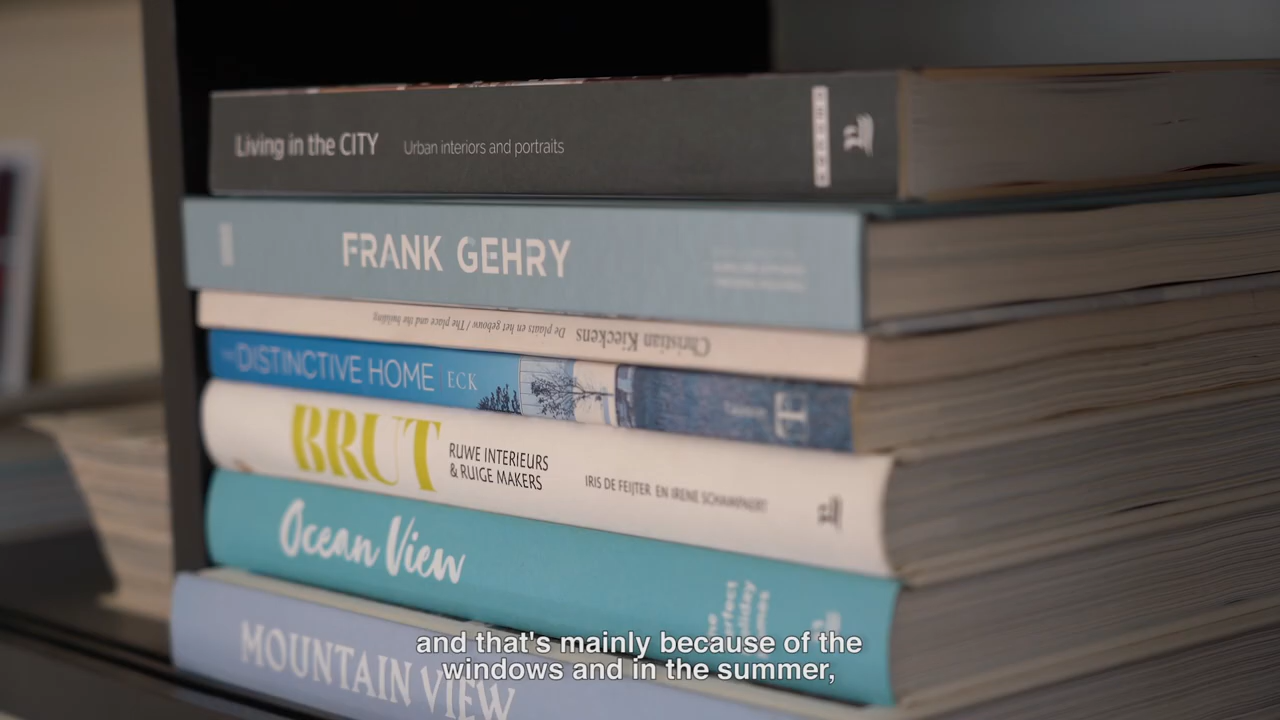 Living in the CITY Urban interiors and portraits
FRANK GEHRY
Christian Kieckens De plaats en het gebouw / The place and the building
DISTINCTIVE HOME ECK
BRUT RUWE INTERIEURS
& RUIGE MAKERS
IRIS DE FEIJTER EN IRENE SCHAMPAERT
Ocean View
MOUNTAIN VIEW
and that's mainly because of the
windows and in the summer,